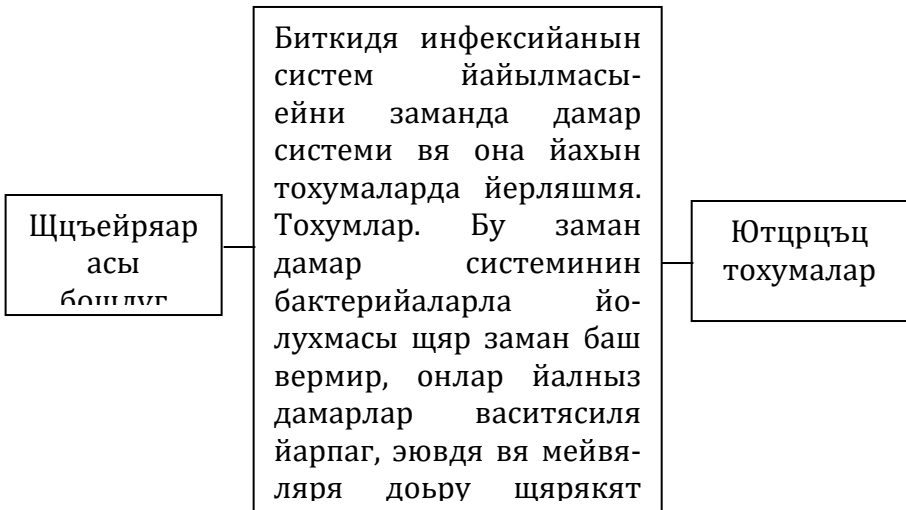 Щцъейряар
асы
бошлуг
Биткидя инфексийанын
систем йайылмасы-
ейни заманда дамар
системи вя она йахын
тохумаларда йерляшмя.
Тохумлар. Бу заман
дамар системинин
бактерийаларла йо-
лухмасы щяр заман баш
вермир, онлар йалныз
дамарлар васитясиля
йарпаг, эювдя вя мейвя-
ляря доьру щярякят
Ютцрцъц
тохумалар